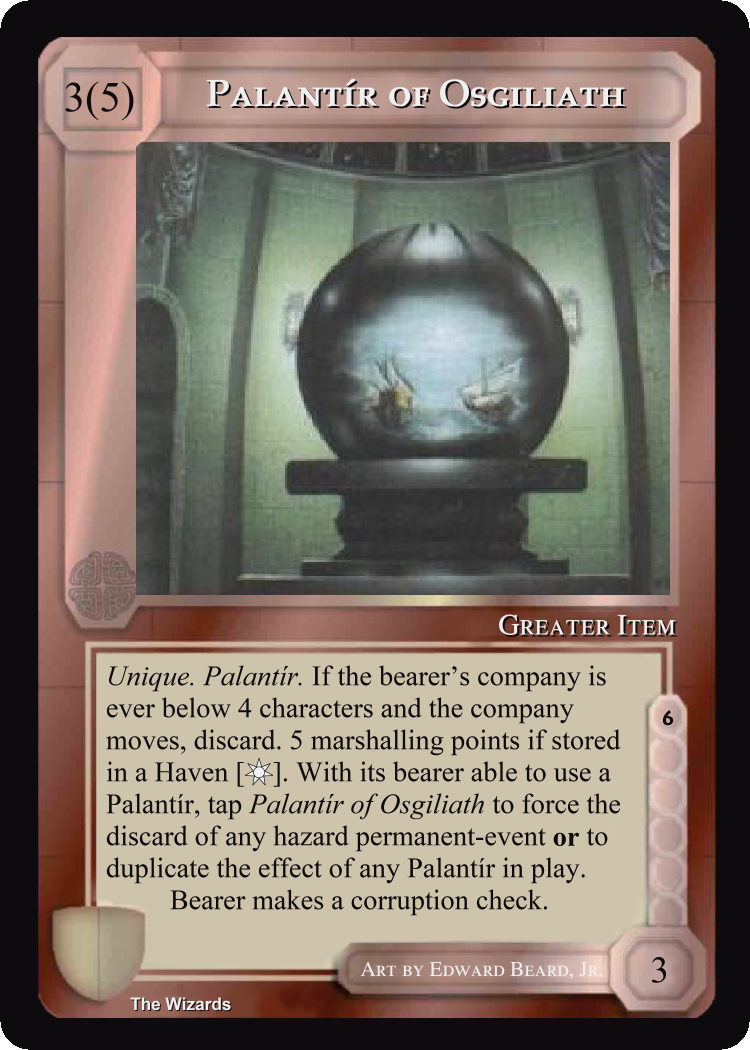 3(5)
Palantír of Osgiliath
Greater Item
Unique. Palantír. If the bearer’s company is
ever below 4 characters and the company
moves, discard. 5 marshalling points if stored
in a Haven [ ]. With its bearer able to use a
Palantír, tap Palantír of Osgiliath to force the
discard of any hazard permanent-event or to
duplicate the effect of any Palantír in play.
Bearer makes a corruption check.
6
Art by Edward Beard, Jr.
3
The Wizards